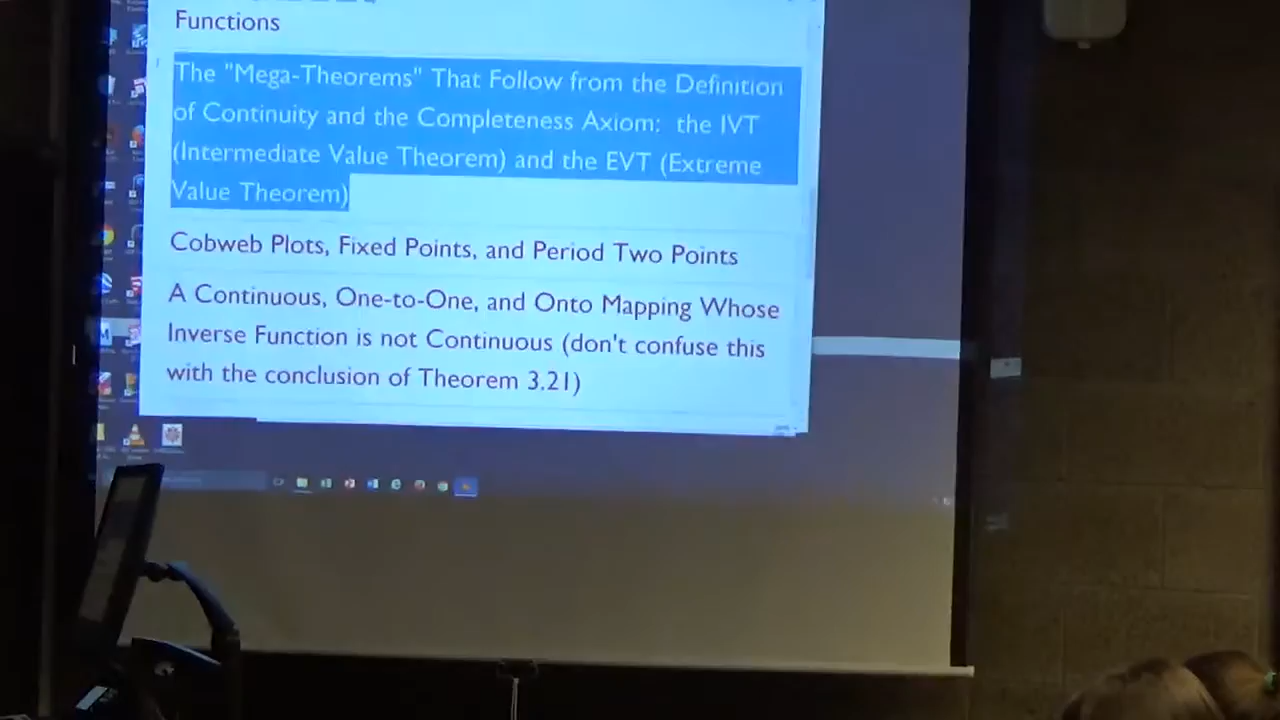 Functions
The "Mega-Theorems" That Follow from the Definition
of Continuity and the Completeness Axiom: the IVT
(Intermediate Value Theorem) and the EVT (Extreme
Value Theorem)
Cobweb Plots, Fixed Points, and Period Two Points
A Continuous, One-to-One, and Onto Mapping Whose
Inverse Function is not Continuous (don't confuse this
with the conclusion of Theorem 3.21)